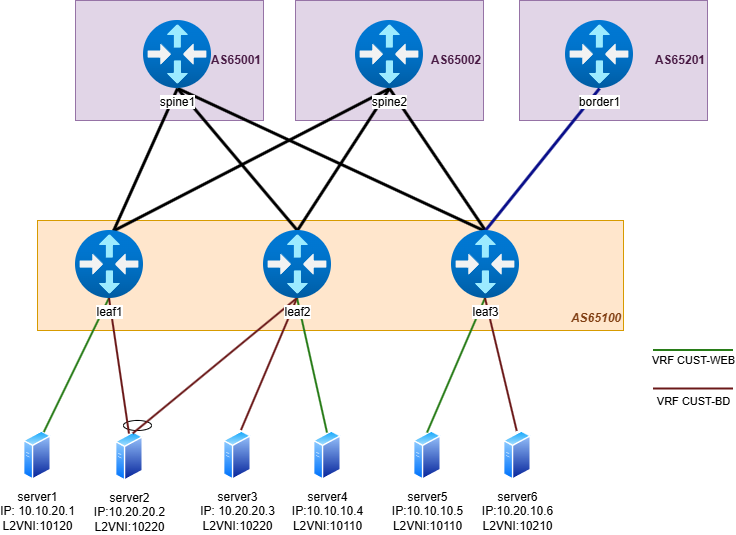 AS65001
AS65002
AS65201
spine1
spine2
border1
leaf1
leaf2
leaf3
AS65100
VRF CUST-WEB
VRF CUST-BD
server1
IP: 10.10.20.1
L2VNI:10120
server2
IP:10.20.20.2
L2VNI:10220
server3
IP: 10.20.20.3
L2VNI:10220
server4
IP:10.10.10.4
L2VNI:10110
server5
IP:10.10.10.5
L2VNI:10110
server6
IP:10.20.10.6
L2VNI:10210